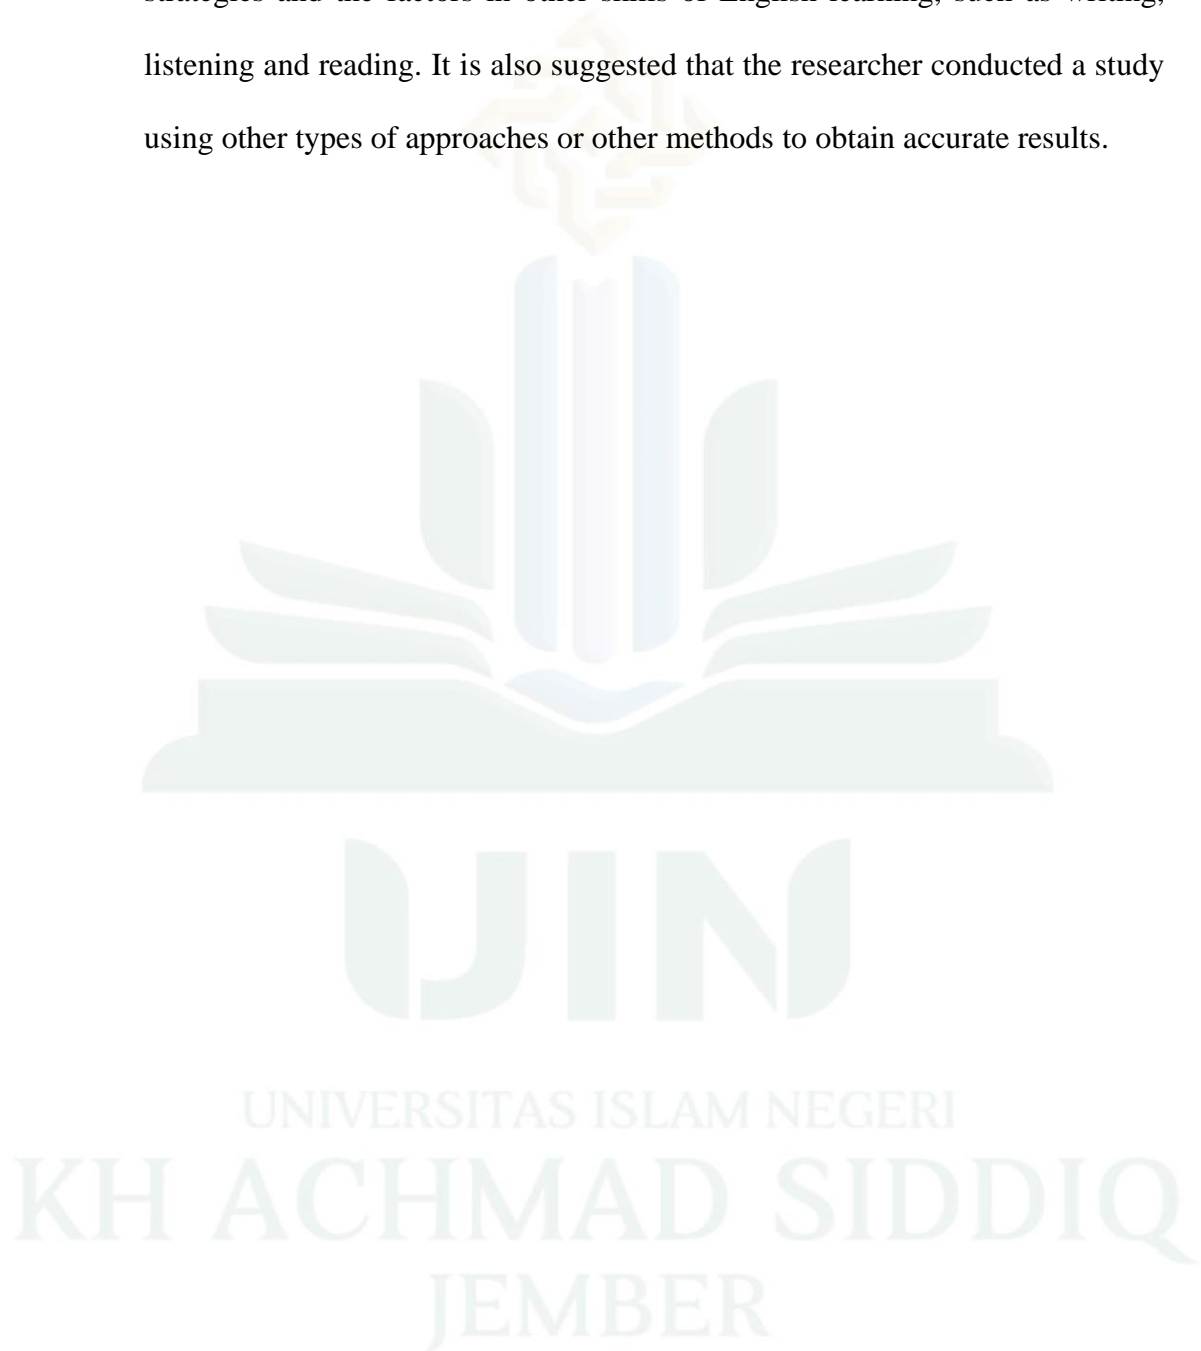 strategies and the factors in other skills of English learning, such as writing,
listening and reading. It is also suggested that the researcher conducted a study
using other types of approaches or other methods to obtain accurate results.
UIN
UNIVERSITAS ISLAM NEGERI
KH ACHMAD SIDDIQ
JEMBER